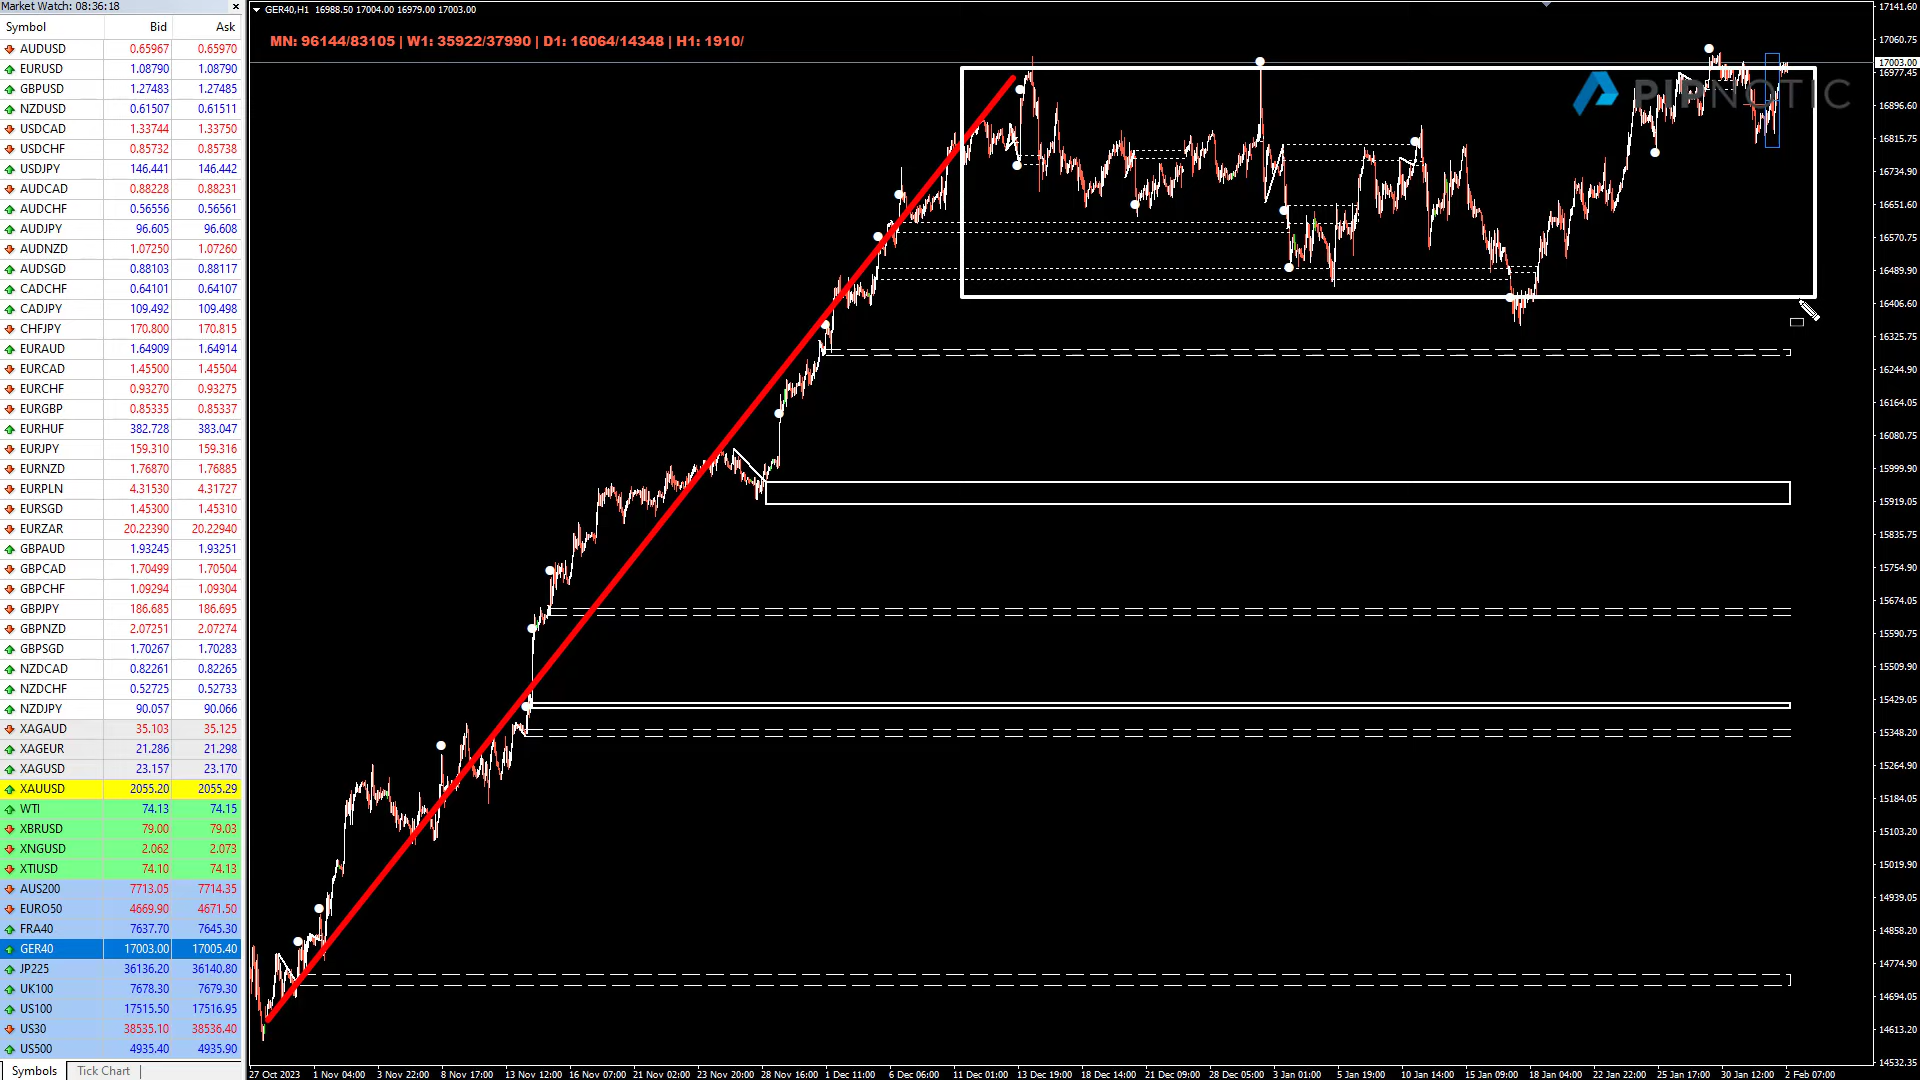 Market Watch: 08:36:18
Symbol Bid Ask
AUDUSD 0.65967 0.65970
EURUSD 1.08790 1.08790
GBPUSD 1.27483 1.27485
NZDUSD 0.61507 0.61511
USDCAD 1.33744 1.33750
USDCHF 0.85732 0.85738
USDJPY 146.441 146.442
AUDCAD 0.88228 0.88231
AUDCHF 0.56556 0.56561
AUDJPY 96.605 96.608
AUDNZD 1.07250 1.07260
AUDSGD 0.88103 0.88117
CADCHF 0.64101 0.64107
CADJPY 109.492 109.498
CHFJPY 170.800 170.815
EURAUD 1.64909 1.64914
EURCAD 1.45500 1.45504
EURCHF 0.93270 0.93275
EURGBP 0.85335 0.85337
EURHUF 382.728 383.047
EURJPY 159.310 159.316
EURNZD 1.76870 1.76885
EURPLN 4.31530 4.31727
EURSGD 1.45300 1.45310
EURZAR 20.22390 20.22940
GBPAUD 1.93245 1.93251
GBPCAD 1.70499 1.70504
GBPCHF 1.09294 1.09304
GBPJPY 186.685 186.695
GBPNZD 2.07251 2.07274
GBPSGD 1.70267 1.70283
NZDCAD 0.82261 0.82265
NZDCHF 0.52725 0.52733
NZDJPY 90.057 90.066
XAGAUD 35.103 35.125
XAGEUR 21.286 21.298
XAGUSD 23.157 23.170
XAUUSD 2055.20 2055.29
WTI 74.13 74.15
XBRUSD 79.00 79.03
XNGUSD 2.062 2.073
XTIUSD 74.10 74.13
AUS200 7713.05 7714.35
EURO50 4669.90 4671.50
FRA40 7637.70 7645.30
GER40 17003.00 17005.40
JP225 36136.20 36140.80
UK100 7678.30 7679.30
US100 17515.50 17516.95
US30 38535.10 38536.40
US500 4935.40 4935.90
Symbols Tick Chart
GER40,H1 16988.50 17004.00 16979.00 17003.00
MN: 96144/83105 | W1: 35922/37990 | D1: 16064/14348 | H1: 1910/
PIPNOTIC
17141.60
17060.75
17003.00
16977.45
16896.60
16815.75
16734.90
16651.60
16570.75
16489.90
16406.60
16325.75
16244.90
16164.05
16080.75
15999.90
15919.05
15835.75
15754.90
15674.05
15590.75
15509.90
15429.05
15348.20
15264.90
15184.05
15103.20
15019.90
14939.05
14858.20
14774.90
14694.05
14613.20
14532.35
27 Oct 2023 1 Nov 04:00 3 Nov 22:00 8 Nov 17:00 13 Nov 12:00 16 Nov 07:00 21 Nov 02:00 23 Nov 20:00 28 Nov 16:00 1 Dec 11:00 6 Dec 06:00 11 Dec 01:00 13 Dec 19:00 18 Dec 14:00 21 Dec 09:00 28 Dec 05:00 3 Jan 01:00 5 Jan 19:00 10 Jan 14:00 15 Jan 09:00 18 Jan 04:00 22 Jan 22:00 25 Jan 17:00 30 Jan 12:00 2 Feb 07:00